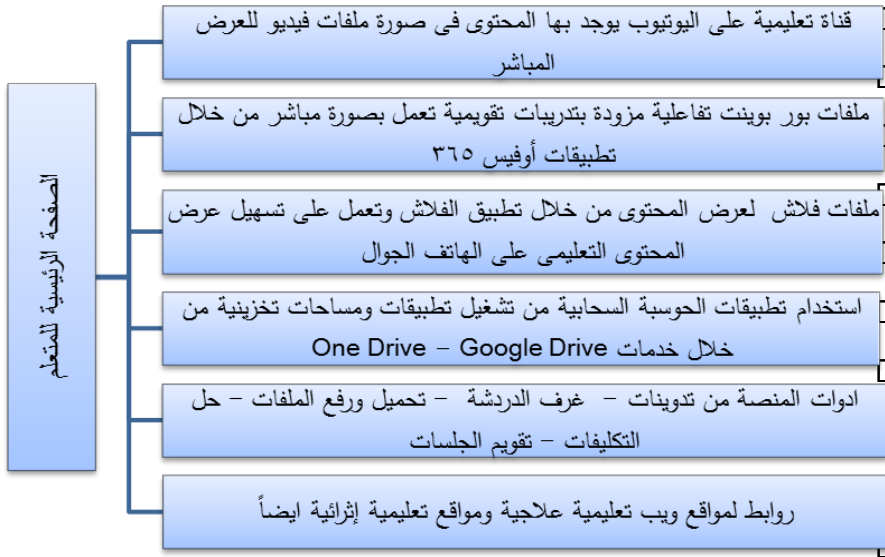 الصفحة الرئيسية للمتعلم
قناة تعليمية على اليوتيوب يوجد بها المحتوى فى صورة ملفات فيديو للعرض
المباشر
ملفات بور بوينت تفاعلية مزودة بتدريبات تقويمية تعمل بصورة مباشر من خلال
تطبيقات أوفيس ٣٦٥
ملفات فلاش لعرض المحتوى من خلال تطبيق الفلاش وتعمل على تسهيل عرض
المحتوى التعليمى على الهاتف الجوال
استخدام تطبيقات الحوسبة السحابية من تشغيل تطبيقات ومساحات تخزينية من
خلال خدمات One Drive – Google Drive
ادوات المنصة من تدوينات – غرف الدردشة – تحميل ورفع الملفات – حل
التكليفات – تقويم الجلسات
روابط لمواقع ويب تعليمية علاجية ومواقع تعليمية إثرائية ايضاً